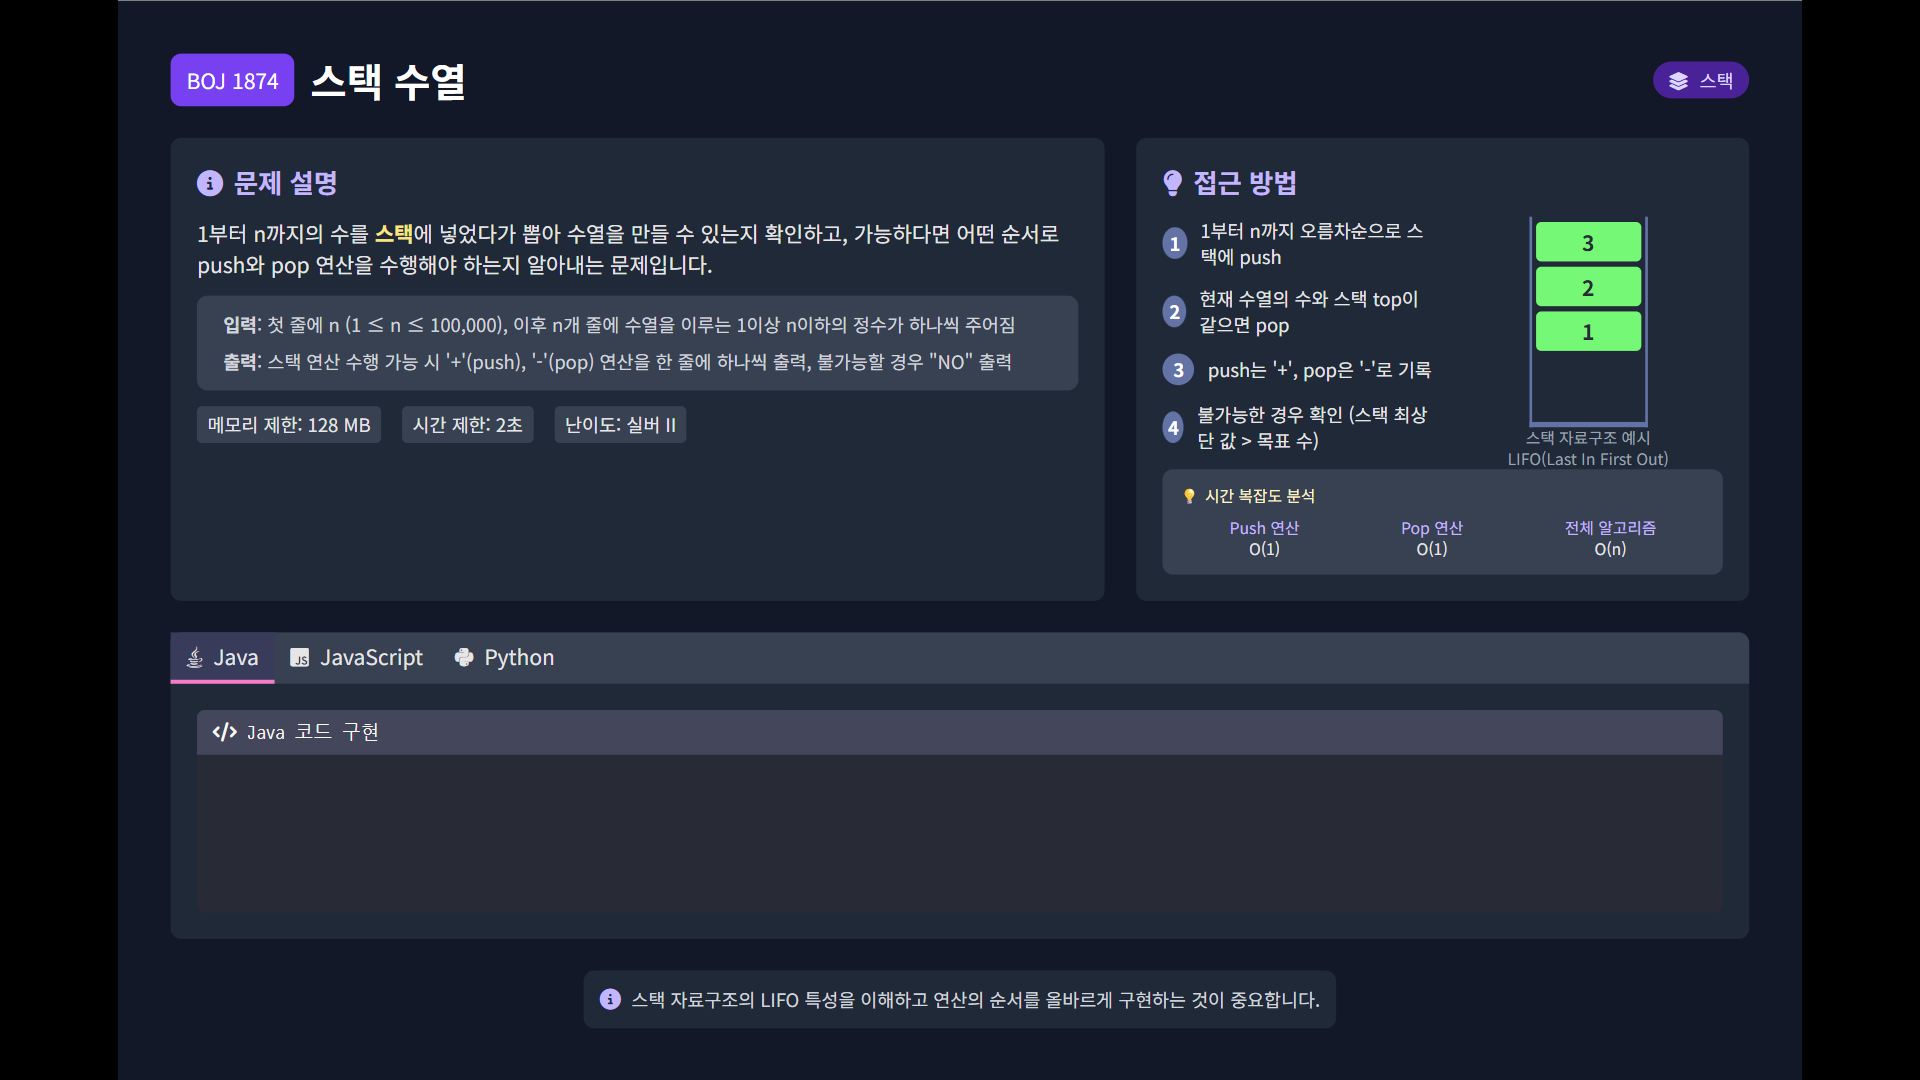 BOJ 1874
스택 수열
스택
문제 설명
1부터 n까지의 수를 스택에 넣었다가 뽑아 수열을 만들 수 있는지 확인하고, 가능하다면 어떤 순서로
push와 pop 연산을 수행해야 하는지 알아내는 문제입니다.
입력: 첫 줄에 n (1 ≤ n ≤ 100,000), 이후 n개 줄에 수열을 이루는 1이상 n이하의 정수가 하나씩 주어짐
출력: 스택 연산 수행 가능 시 '+'(push), '-'(pop) 연산을 한 줄에 하나씩 출력, 불가능할 경우 "NO" 출력
메모리 제한: 128 MB
시간 제한: 2초
난이도: 실버 II
접근 방법
1 1부터 n까지 오름차순으로 스
택에 push
2 현재 수열의 수와 스택 top이
같으면 pop
3 push는 '+', pop은 '-'로 기록
4 불가능한 경우 확인 (스택 최상
단 값 > 목표 수)
3
2
1
스택 자료구조 예시
LIFO(Last In First Out)
시간 복잡도 분석
Push 연산
O(1)
Pop 연산
O(1)
전체 알고리즘
O(n)
Java
JS JavaScript
Python
</> Java 코드 구현
스택 자료구조의 LIFO 특성을 이해하고 연산의 순서를 올바르게 구현하는 것이 중요합니다.